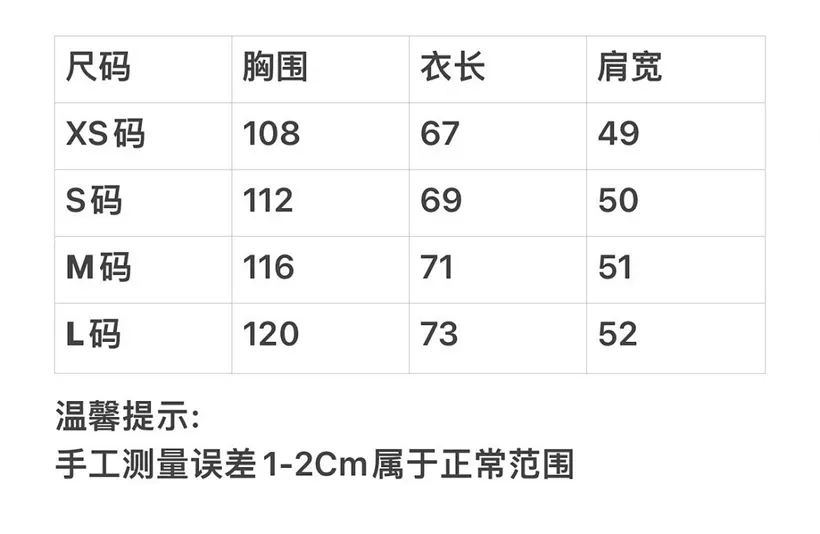 尺码 胸围 衣长 肩宽
XS码 108 67 49
S码 112 69 50
M码 116 71 51
L码 120 73 52
温馨提示:
手工测量误差1-2Cm属于正常范围